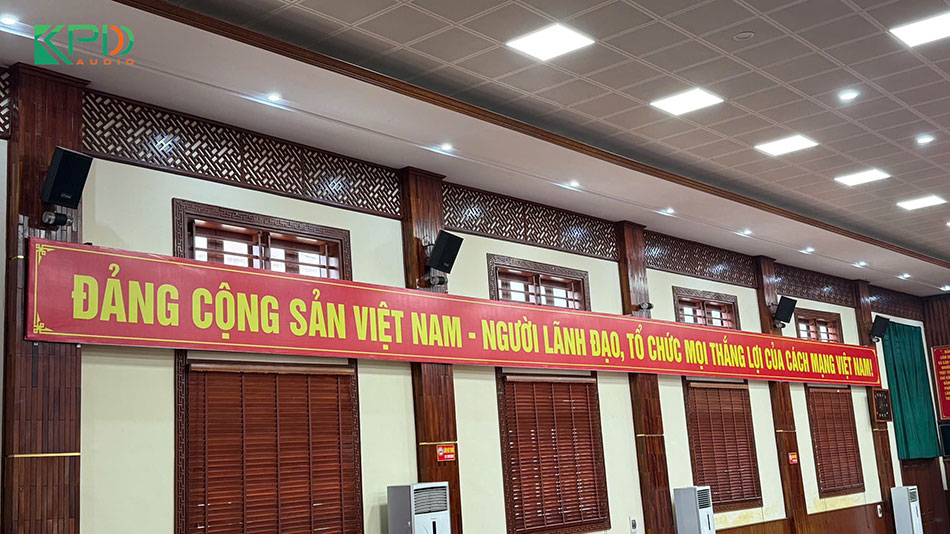 KPD
AUDIO
ĐẢNG CỘNG SẢN VIỆT NAM - NGƯỜI LÃNH ĐẠO, TỔ CHỨC MỌI THẮNG LỢI CỦA CÁCH MẠNG VIỆT NAM!